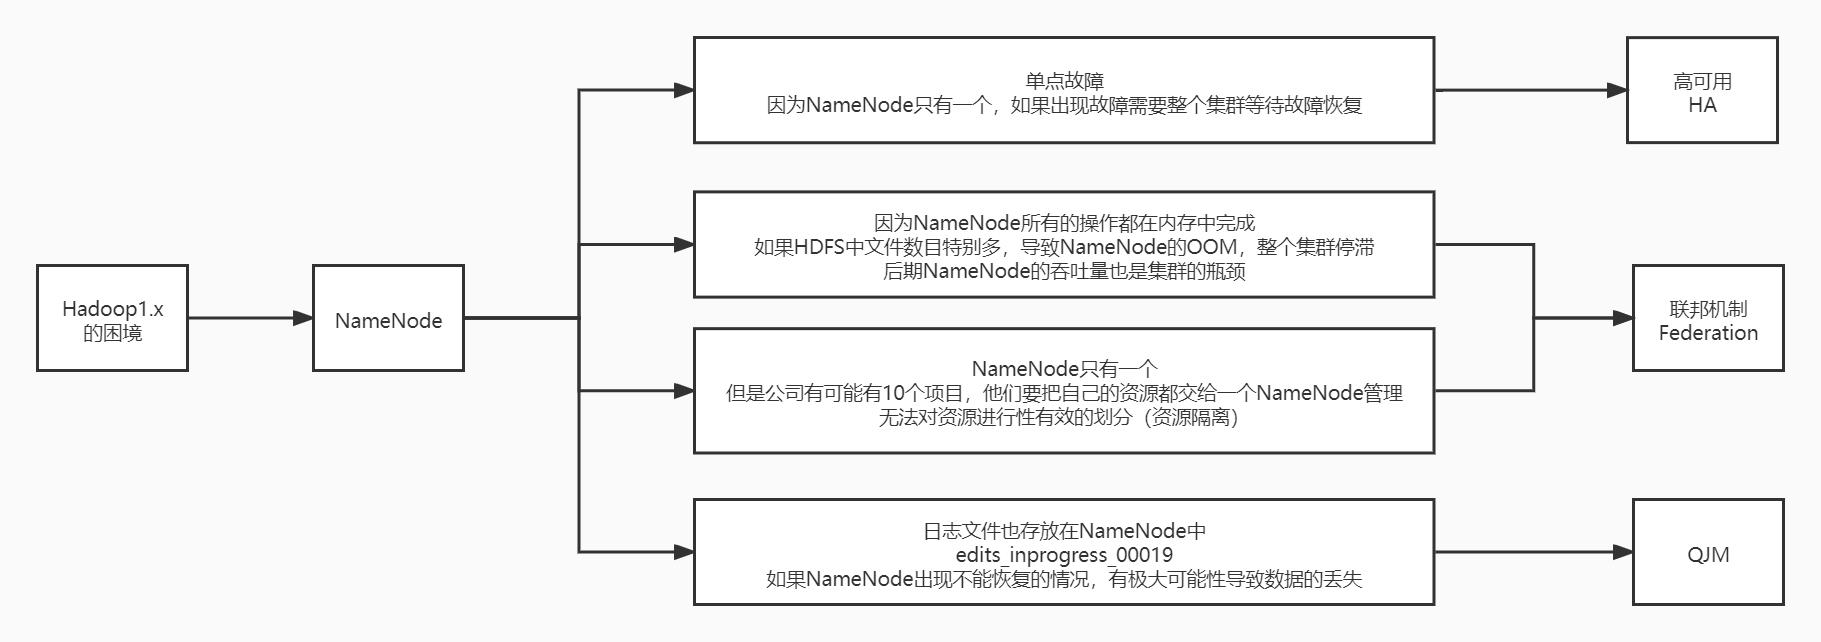 Hadoop1.x
的困境
NameNode
单点故障
因为NameNode只有一个，如果出现故障需要整个集群等待故障恢复
高可用
HA
因为NameNode所有的操作都在内存中完成
如果HDFS中文件数目特别多，导致NameNode的OOM，整个集群停滞
后期NameNode的吞吐量也是集群的瓶颈
NameNode只有一个
但是公司有可能有10个项目，他们要把自己的资源都交给一个NameNode管理
无法对资源进行性有效的划分（资源隔离）
联邦机制
Federation
日志文件也存放在NameNode中
edits_inprogress_00019
如果NameNode出现不能恢复的情况，有极大可能性导致数据的丢失
QJM